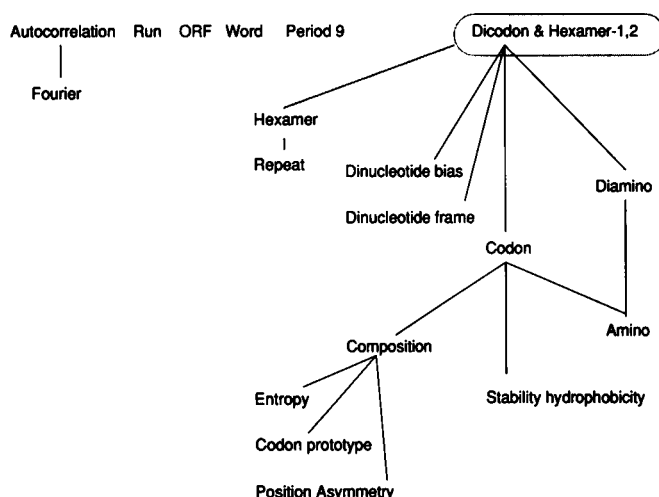 Autocorrelation Run ORF Word Period 9 Dicodon & Hexamer-1,2
Fourier
Hexamer
Repeat
Dinucleotide bias
Diamino
Dinucleotide frame
Codon
Amino
Composition
Entropy
Stability hydrophobicity
Codon prototype
Position Asymmetry